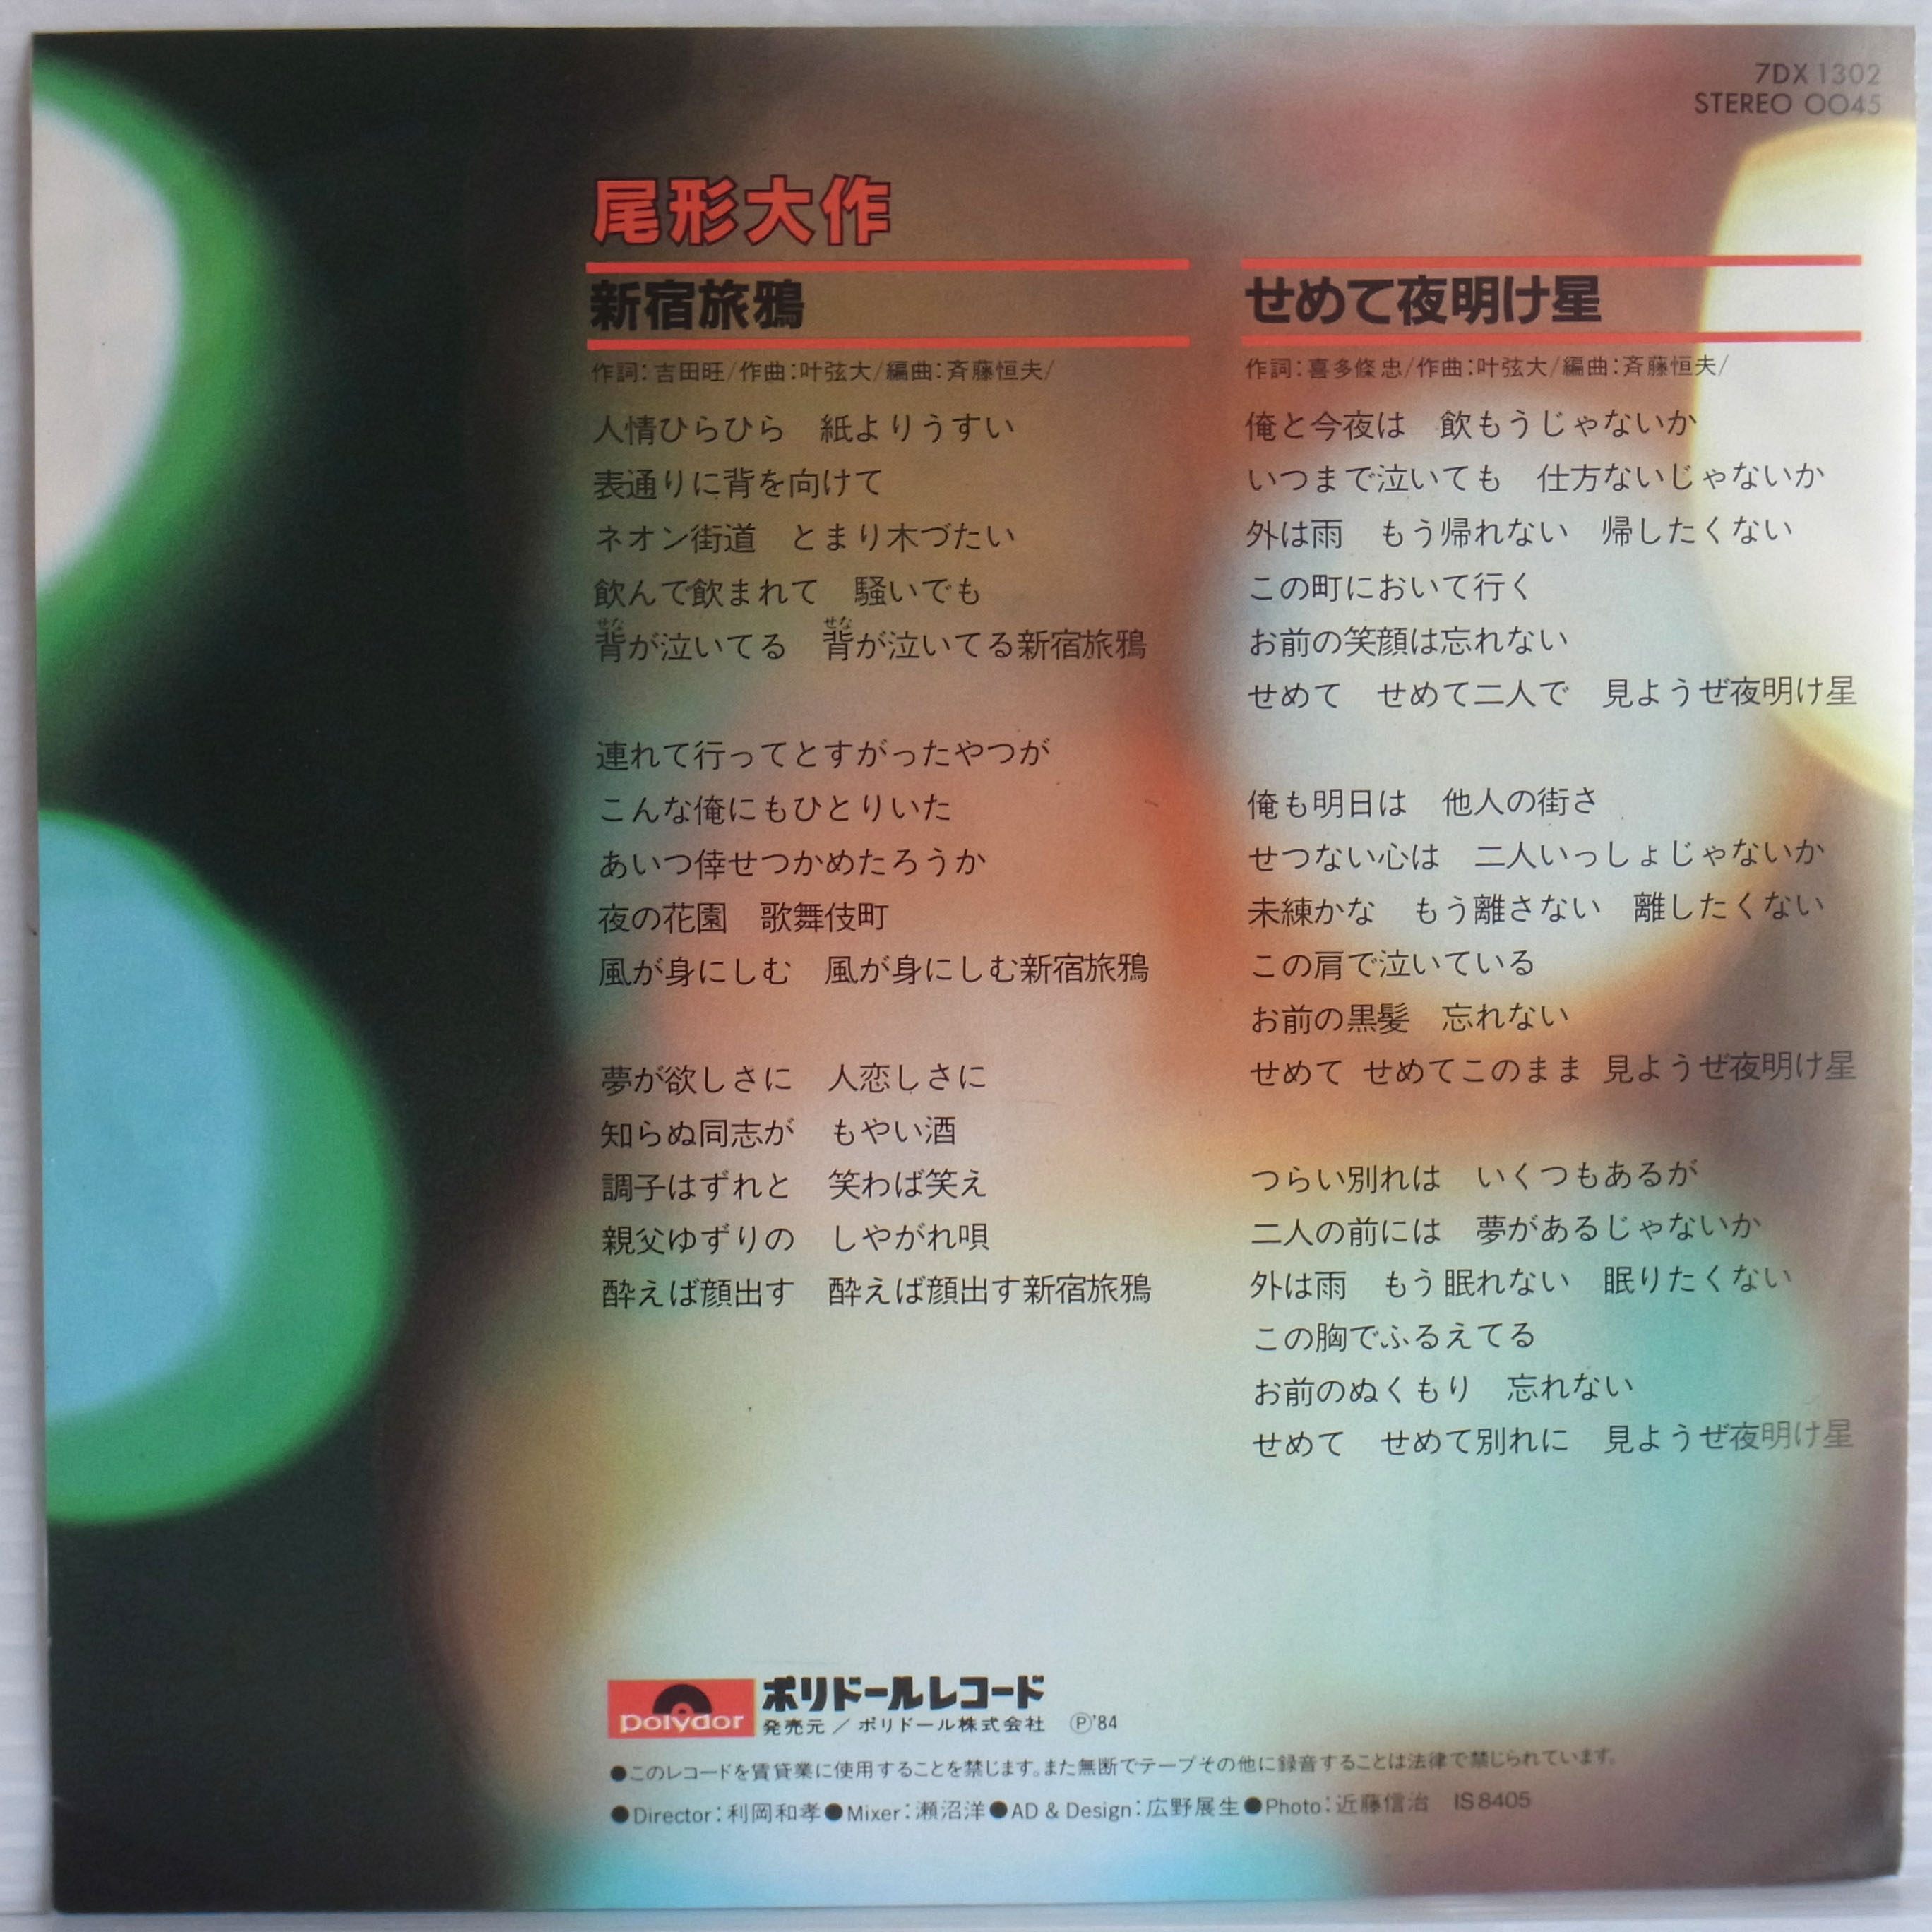 7DX1302
STEREO 0045
尾形大作
新宿旅鴉
作詞:吉田旺/作曲:叶弦大/編曲:斉藤恒夫/
人情ひらひら　紙よりうすい
表通りに背を向けて
ネオン街道　とまり木づたい
飲んで飲まれて　騒いでも
せな　せな
背が泣いてる　背が泣いてる新宿旅鴉
連れて行ってとすがったやつが
こんな俺にもひとりいた
あいつ倖せつかめたろうか
夜の花園　歌舞伎町
風が身にしむ　風が身にしむ新宿旅鴉
夢が欲しさに　人恋しさに
知らぬ同志が　もやい酒
調子はずれと　笑わば笑え
親父ゆずりの　しやがれ唄
酔えば顔出す　酔えば顔出す新宿旅鴉
せめて夜明け星
作詞:喜多條忠/作曲:叶弦大/編曲:斉藤恒夫/
俺と今夜は　飲もうじゃないか
いつまで泣いても　仕方ないじゃないか
外は雨　もう帰れない　帰したくない
この町において行く
お前の笑顔は忘れない
せめて　せめて二人で　見ようぜ夜明け星
俺も明日は　他人の街さ
せつない心は　二人いっしょじゃないか
未練かな　もう離さない　離したくない
この肩で泣いている
お前の黒髪　忘れない
せめて せめてこのまま 見ようぜ夜明け星
つらい別れは　いくつもあるが
二人の前には　夢があるじゃないか
外は雨　もう眠れない　眠りたくない
この胸でふるえてる
お前のぬくもり　忘れない
せめて　せめて別れに　見ようぜ夜明け星
polydor ポリドールレコード
発売元／ポリドール株式会社　Ⓟ'84
●このレコードを賃貸業に使用することを禁じます。また無断でテープその他に録音することは法律で禁じられています。
●Director:利岡和孝●Mixer:瀬沼洋●AD & Design:広野展生●Photo:近藤信治　IS8405